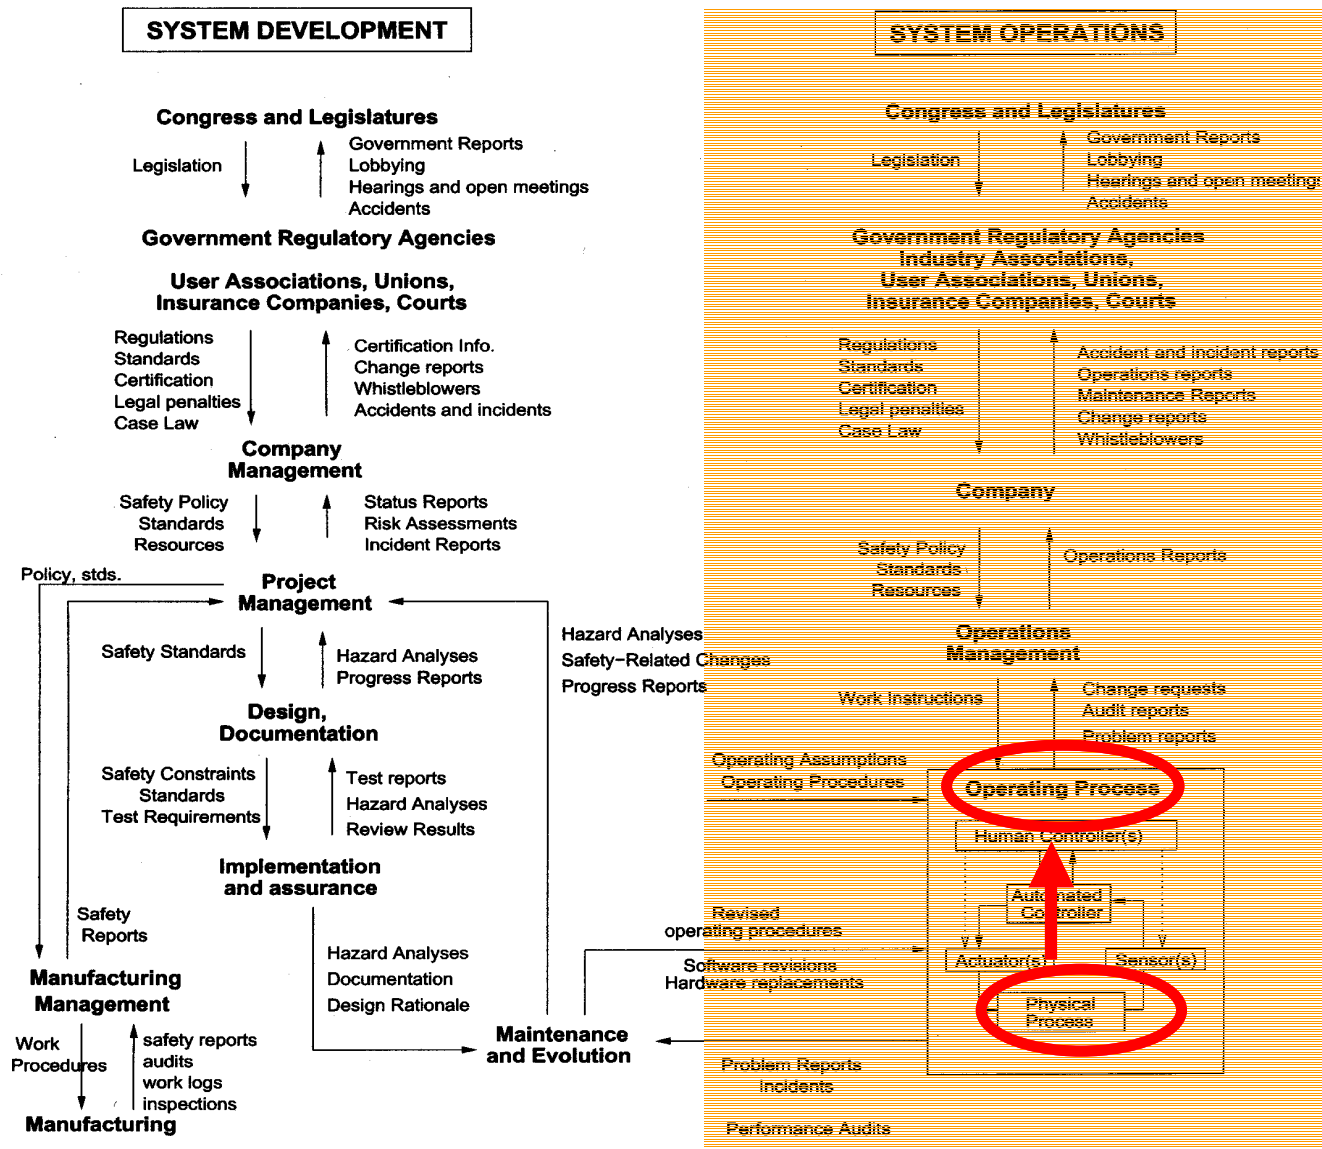 SYSTEM DEVELOPMENT
Congress and Legislatures
Legislation
Government Reports
Lobbying
Hearings and open meetings
Accidents
Government Regulatory Agencies
User Associations, Unions,
Insurance Companies, Courts
Regulations
Standards
Certification
Legal penalties
Case Law
Certification Info.
Change reports
Whistleblowers
Accidents and incidents
Company
Management
Safety Policy
Standards
Resources
Status Reports
Risk Assessments
Incident Reports
Policy, stds.
Project
Management
Safety Standards
Hazard Analyses
Progress Reports
Hazard Analyses
Safety-Related Changes
Progress Reports
Design,
Documentation
Safety Constraints
Standards
Test Requirements
Test reports
Hazard Analyses
Review Results
Implementation
and assurance
Safety
Reports
Hazard Analyses
Documentation
Design Rationale
Manufacturing
Management
Work
Procedures
safety reports
audits
work logs
inspections
Manufacturing
Maintenance
and Evolution
SYSTEM OPERATIONS
Congress and Legislatures
Legislation
Government Reports
Lobbying
Hearings and open meetings
Accidents
Government Regulatory Agencies
Industry Associations,
User Associations, Unions,
Insurance Companies, Courts
Regulations
Standards
Certification
Legal penalties
Case Law
Accident and incident reports
Operations reports
Maintenance Reports
Change reports
Whistleblowers
Company
Safety Policy
Standards
Resources
Operations Reports
Operations
Management
Work Instructions
Change requests
Audit reports
Problem reports
Operating Assumptions
Operating Procedures
Operating Process
Human Controller(s)
Automated
Controller
Actuator(s)
Sensor(s)
Physical
Process
Revised
operating procedures
Software revisions
Hardware replacements
Problem Reports
Incidents
Performance Audits